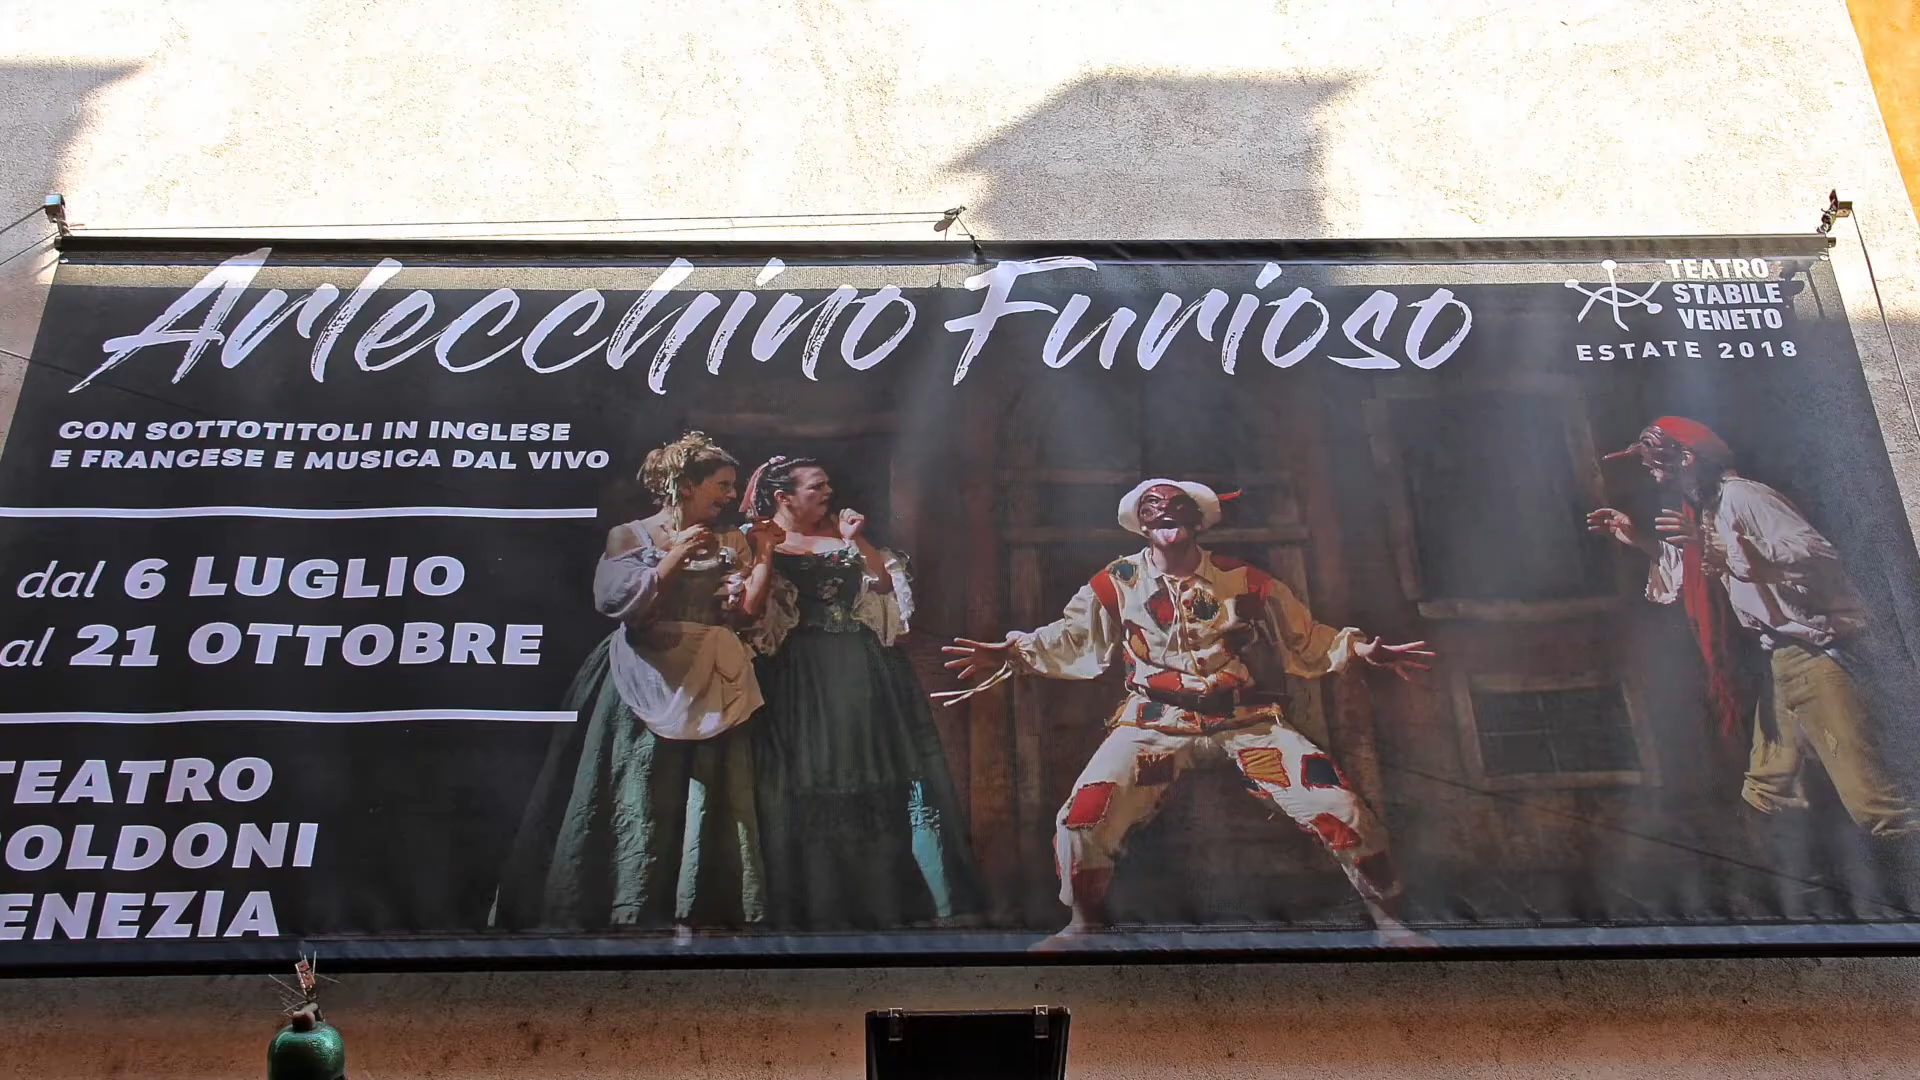 Arlecchino Furioso
TEATRO
STABILE
VENETO
ESTATE 2018
CON SOTTOTITOLI IN INGLESE
E FRANCESE E MUSICA DAL VIVO
dal 6 LUGLIO
al 21 OTTOBRE
TEATRO
OLDONI
ENEZIA